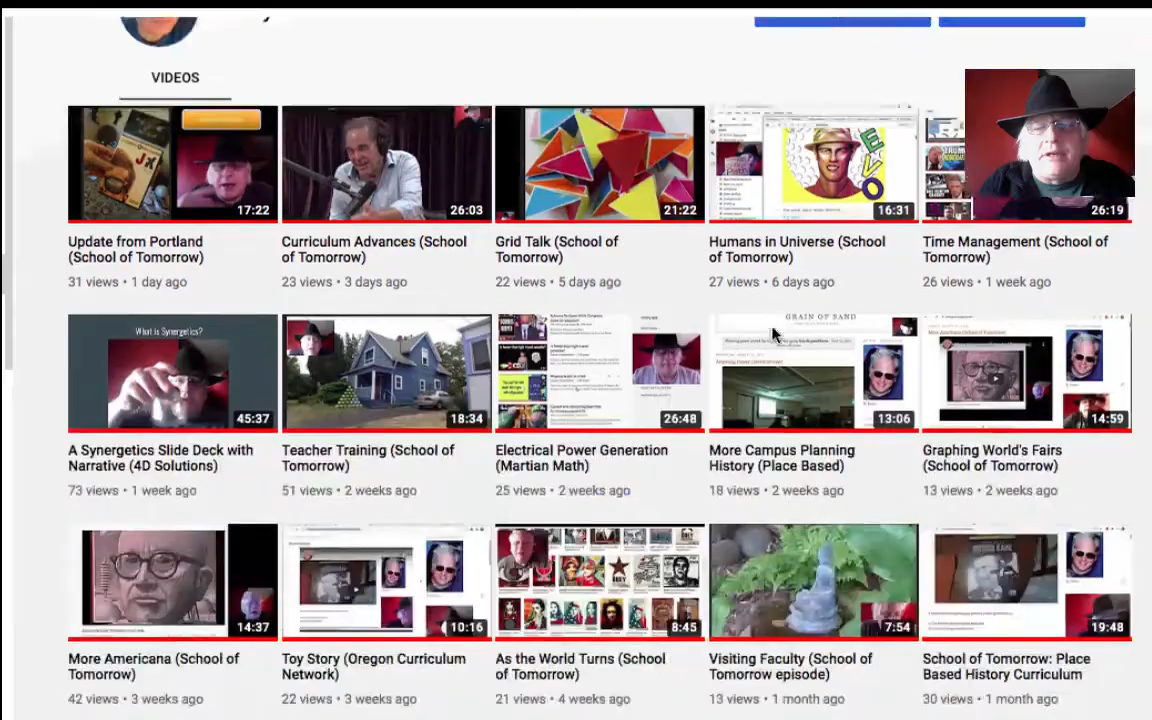 VIDEOS
17:22
26:03
21:22
EVO
16:31
26:19
Update from Portland
(School of Tomorrow)
31 views • 1 day ago
Curriculum Advances (School
of Tomorrow)
23 views • 3 days ago
Grid Talk (School of
Tomorrow)
22 views • 5 days ago
Humans in Universe (School
of Tomorrow)
27 views • 6 days ago
Time Management (School of
Tomorrow)
26 views • 1 week ago
What is Synergetics?
45:37
18:34
26:48
GRAIN OF SAND
13:06
14:59
A Synergetics Slide Deck with
Narrative (4D Solutions)
73 views • 1 week ago
Teacher Training (School of
Tomorrow)
51 views • 2 weeks ago
Electrical Power Generation
(Martian Math)
25 views • 2 weeks ago
More Campus Planning
History (Place Based)
18 views • 2 weeks ago
Graphing World's Fairs
(School of Tomorrow)
13 views • 2 weeks ago
14:37
10:16
8:45
7:54
19:48
More Americana (School of
Tomorrow)
42 views • 3 weeks ago
Toy Story (Oregon Curriculum
Network)
22 views • 3 weeks ago
As the World Turns (School
of Tomorrow)
21 views • 4 weeks ago
Visiting Faculty (School of
Tomorrow episode)
13 views • 1 month ago
School of Tomorrow: Place
Based History Curriculum
30 views • 1 month ago